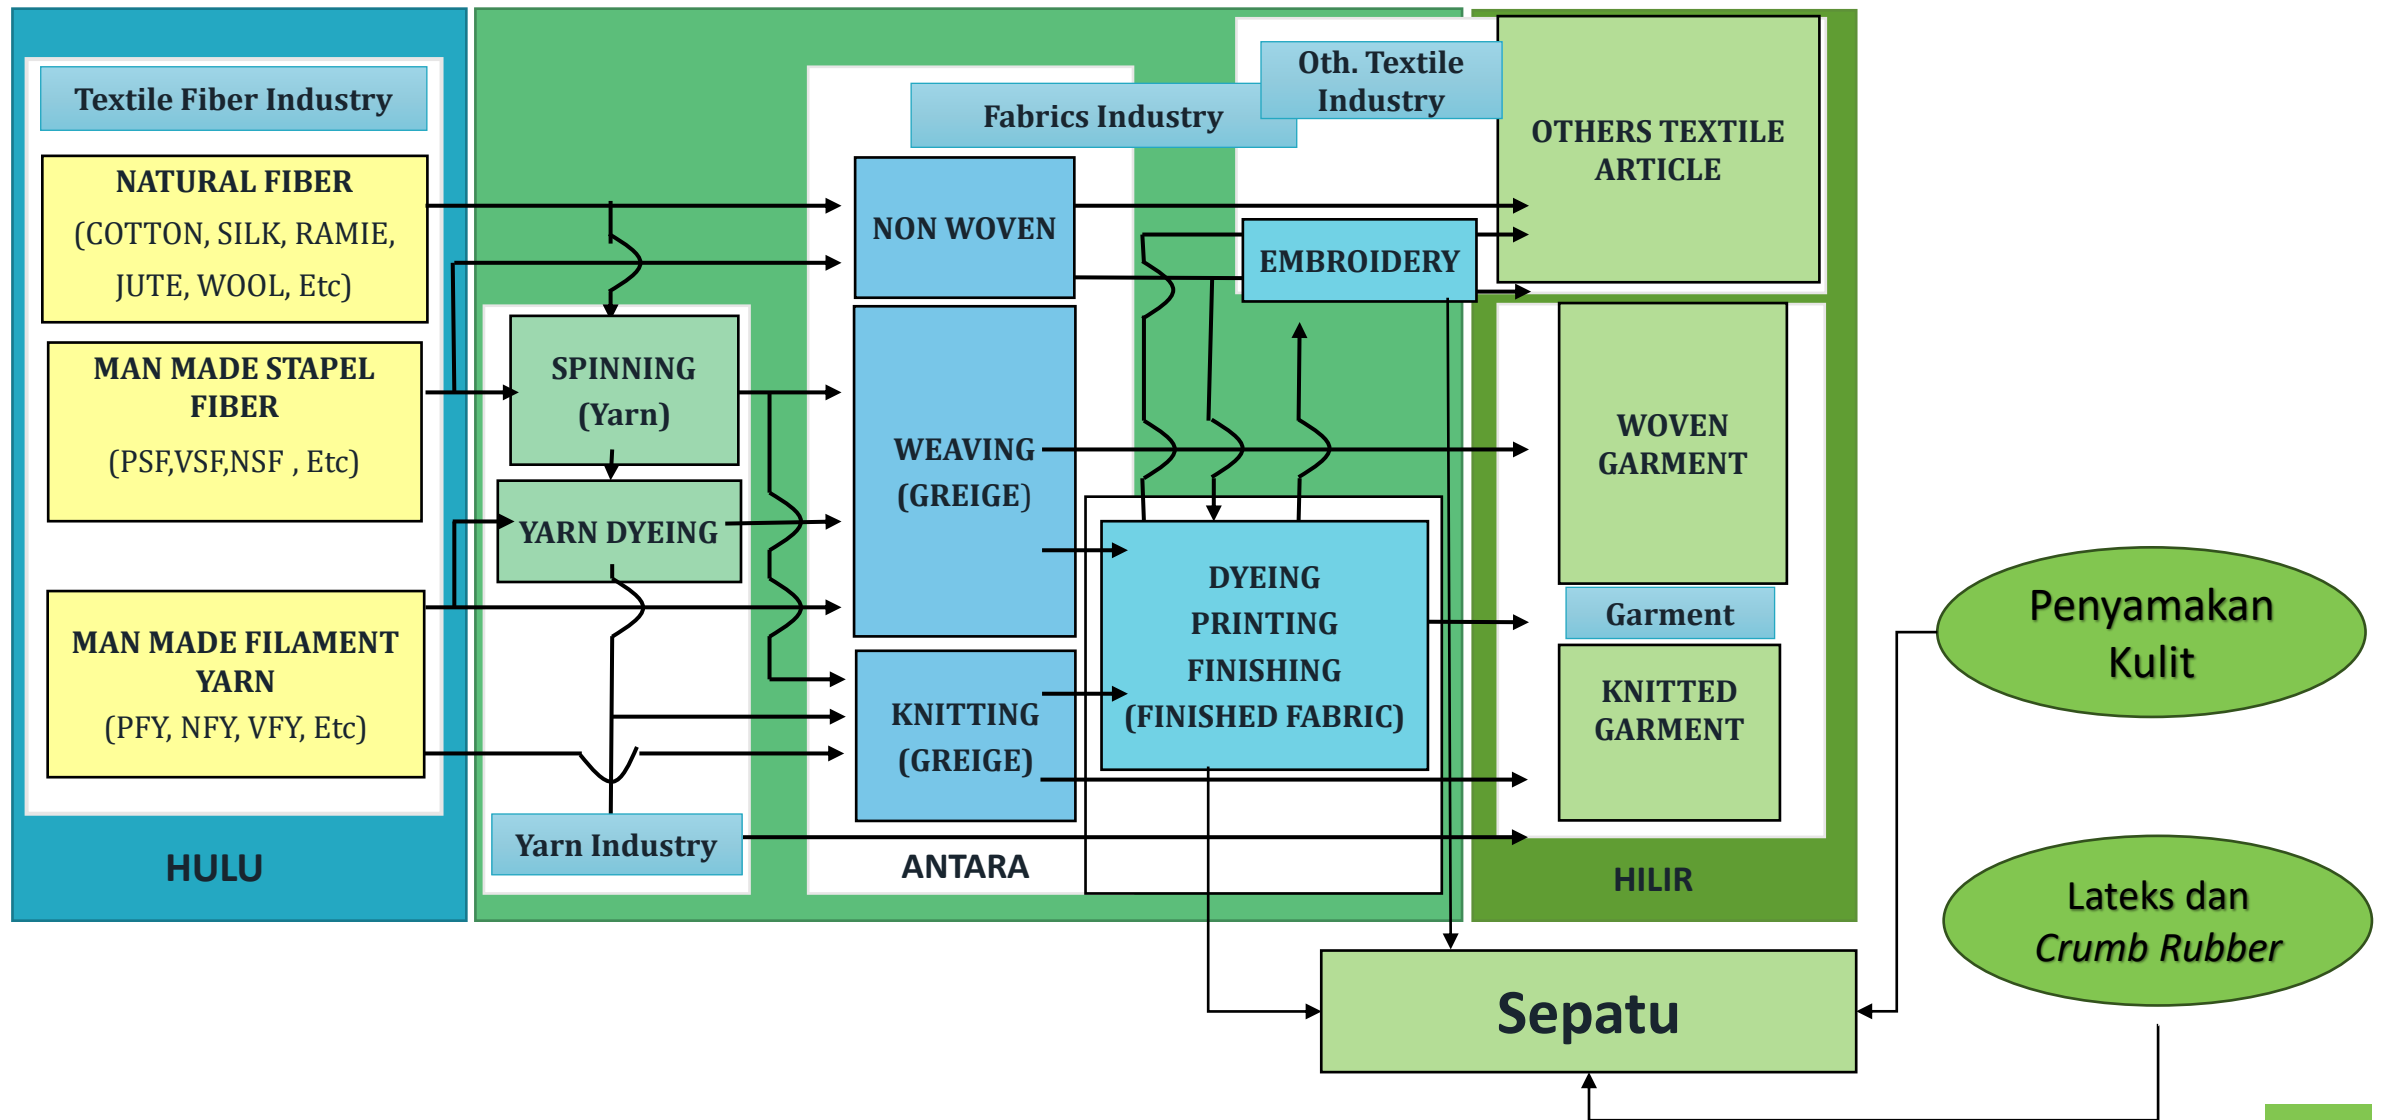 Textile Fiber Industry
NATURAL FIBER
(COTTON, SILK, RAMIE,
JUTE, WOOL, Etc)
MAN MADE STAPEL
FIBER
(PSF,VSF,NSF , Etc)
MAN MADE FILAMENT
YARN
(PFY, NFY, VFY, Etc)
HULU
SPINNING
(Yarn)
YARN DYEING
Yarn Industry
Fabrics Industry
NON WOVEN
WEAVING
(GREIGE)
KNITTING
(GREIGE)
ANTARA
Oth. Textile
Industry
EMBROIDERY
DYEING
PRINTING
FINISHING
(FINISHED FABRIC)
OTHERS TEXTILE
ARTICLE
WOVEN
GARMENT
Garment
KNITTED
GARMENT
HILIR
Penyamakan
Kulit
Lateks dan
Crumb Rubber
Sepatu